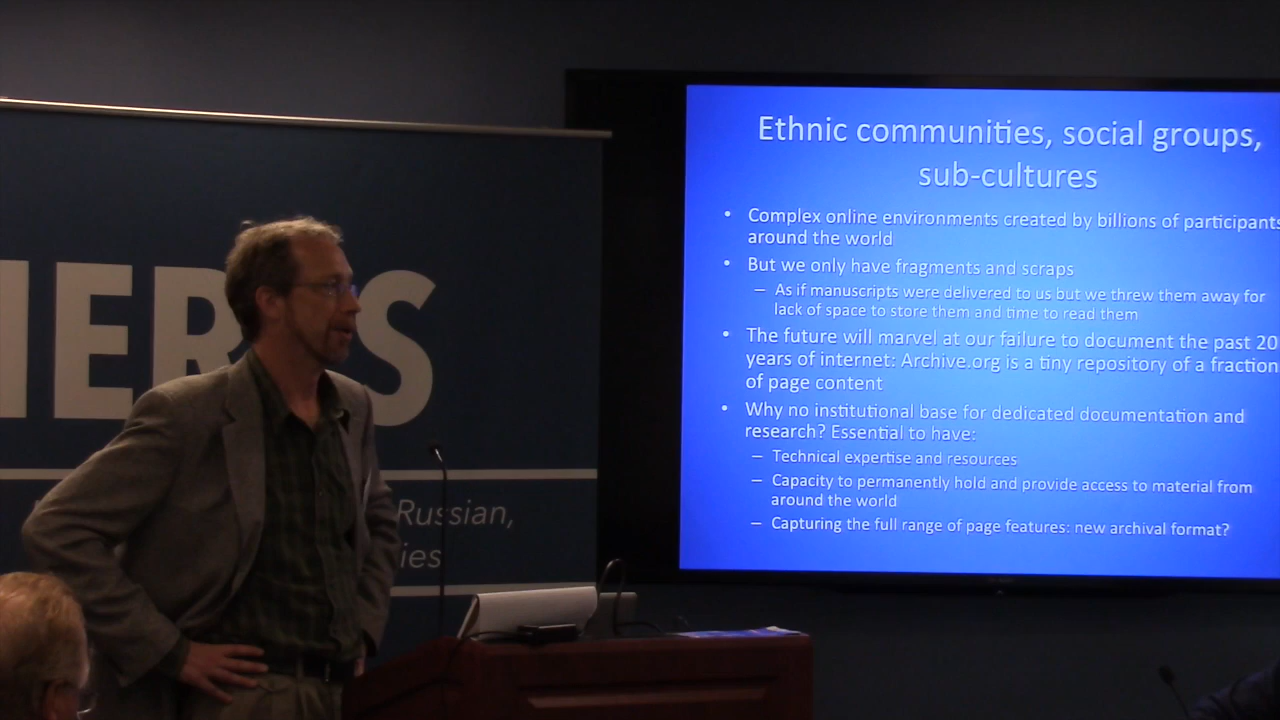 IERS
Russian,
ies
Ethnic communities, social groups,
sub-cultures
• Complex online environments created by billions of participants
around the world
• But we only have fragments and scraps
– As if manuscripts were delivered to us but we threw them away for
lack of space to store them and time to read them
• The future will marvel at our failure to document the past 20
years of internet: Archive.org is a tiny repository of a fraction
of page content
• Why no institutional base for dedicated documentation and
research? Essential to have:
– Technical expertise and resources
– Capacity to permanently hold and provide access to material from
around the world
– Capturing the full range of page features: new archival format?